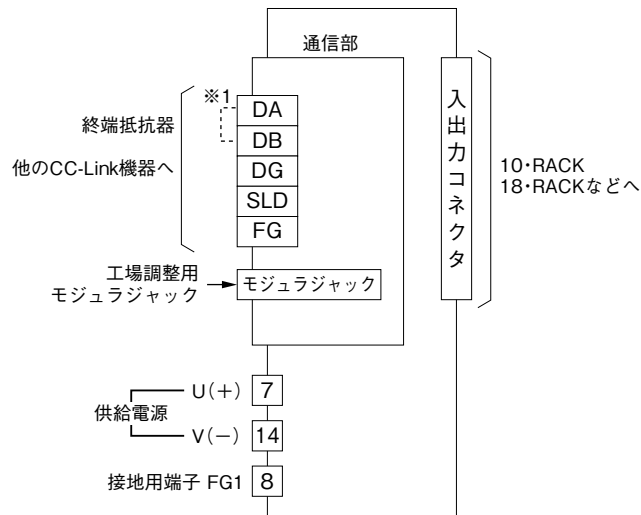 通信部
※1
DA
DB
DG
SLD
FG
終端抵抗器
他のCC-Link機器へ
工場調整用
モジュラジャック
モジュラジャック
入出力コネクタ
10・RACK
18・RACKなどへ
U(+)
7
供給電源
V(−)
14
接地用端子 FG1
8